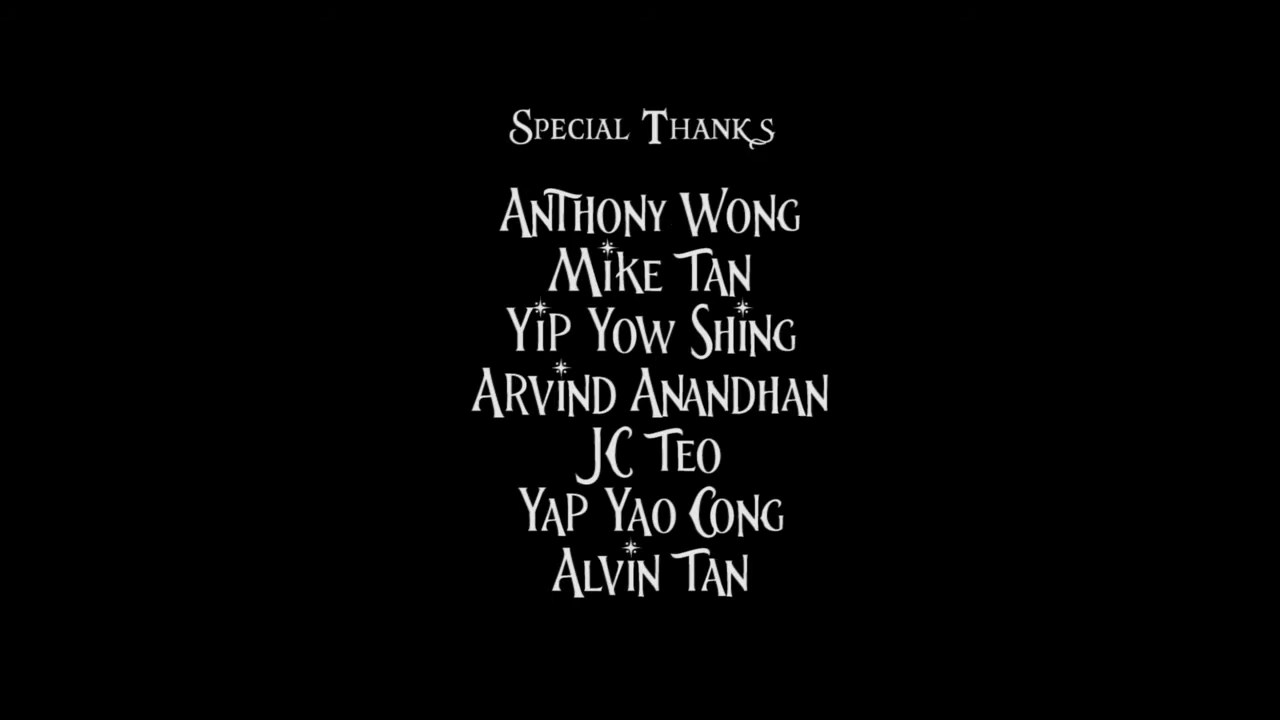 Special Thanks
Anthony Wong
Mike Tan
Yip Yow Shing
Arvind Anandhan
JC Teo
Yap Yao Cong
Alvin Tan